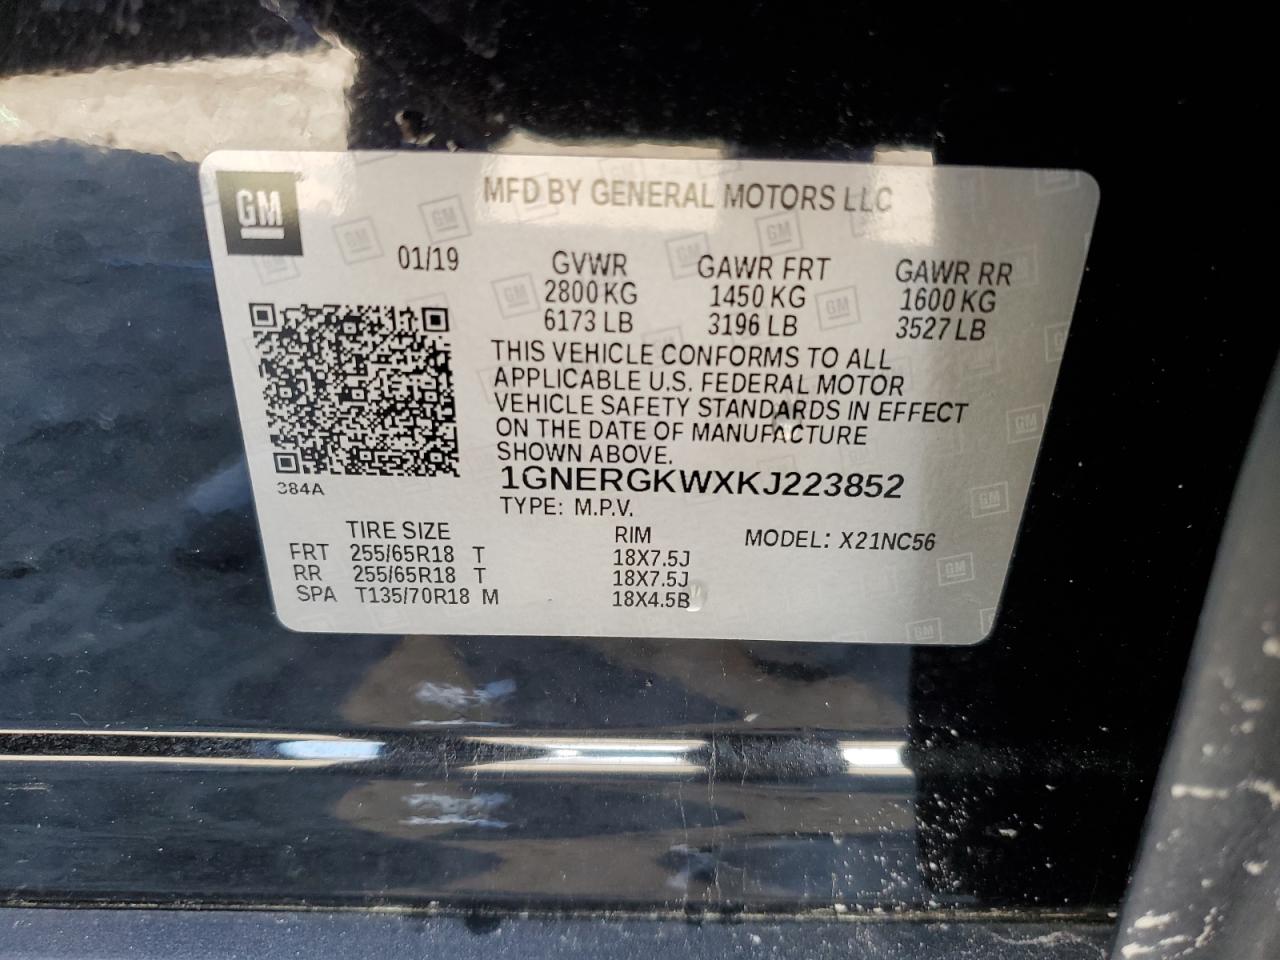 GM
MFD BY GENERAL MOTORS LLC
01/19
GVWR GAWR FRT GAWR RR
2800 KG 1450 KG 1600 KG
6173 LB 3196 LB 3527 LB
THIS VEHICLE CONFORMS TO ALL
APPLICABLE U.S. FEDERAL MOTOR
VEHICLE SAFETY STANDARDS IN EFFECT
ON THE DATE OF MANUFACTURE
SHOWN ABOVE.
384A
1GNERGKWXKJ223852
TYPE: M.P.V.
TIRE SIZE RIM MODEL: X21NC56
FRT 255/65R18 T 18X7.5J
RR 255/65R18 T 18X7.5J
SPA T135/70R18 M 18X4.5B